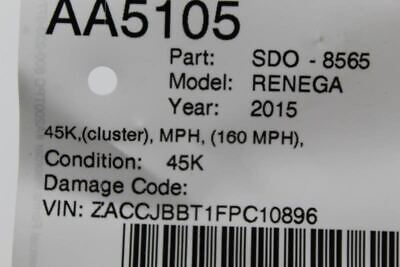 AA5105
Part: SDO - 8565
Model: RENEGA
Year: 2015
45K,(cluster), MPH, (160 MPH),
Condition: 45K
Damage Code:
VIN: ZACCJBBT1FPC10896